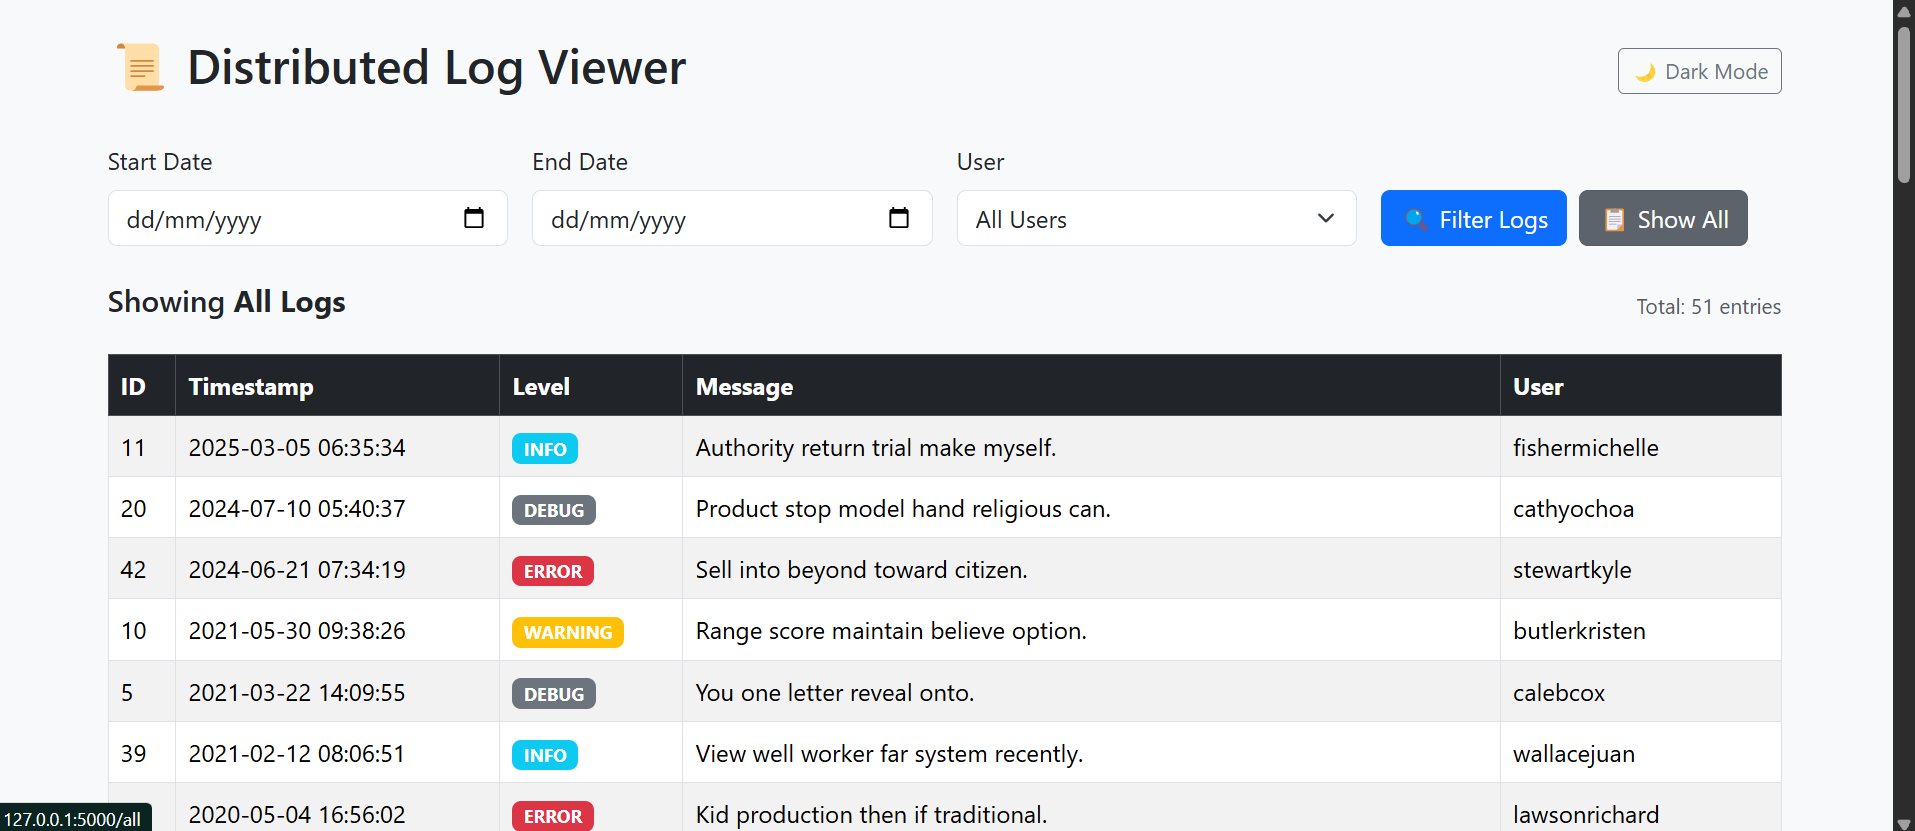 Distributed Log Viewer
Dark Mode
Start Date End Date User
dd/mm/yyyy dd/mm/yyyy All Users Filter Logs Show All
Showing All Logs
Total: 51 entries
ID Timestamp Level Message User
11 2025-03-05 06:35:34 INFO Authority return trial make myself. fishermichelle
20 2024-07-10 05:40:37 DEBUG Product stop model hand religious can. cathyochoa
42 2024-06-21 07:34:19 ERROR Sell into beyond toward citizen. stewartkyle
10 2021-05-30 09:38:26 WARNING Range score maintain believe option. butlerkristen
5 2021-03-22 14:09:55 DEBUG You one letter reveal onto. calebcox
39 2021-02-12 08:06:51 INFO View well worker far system recently. wallacejuan
2020-05-04 16:56:02 ERROR Kid production then if traditional. lawsonrichard
127.0.0.1:5000/all